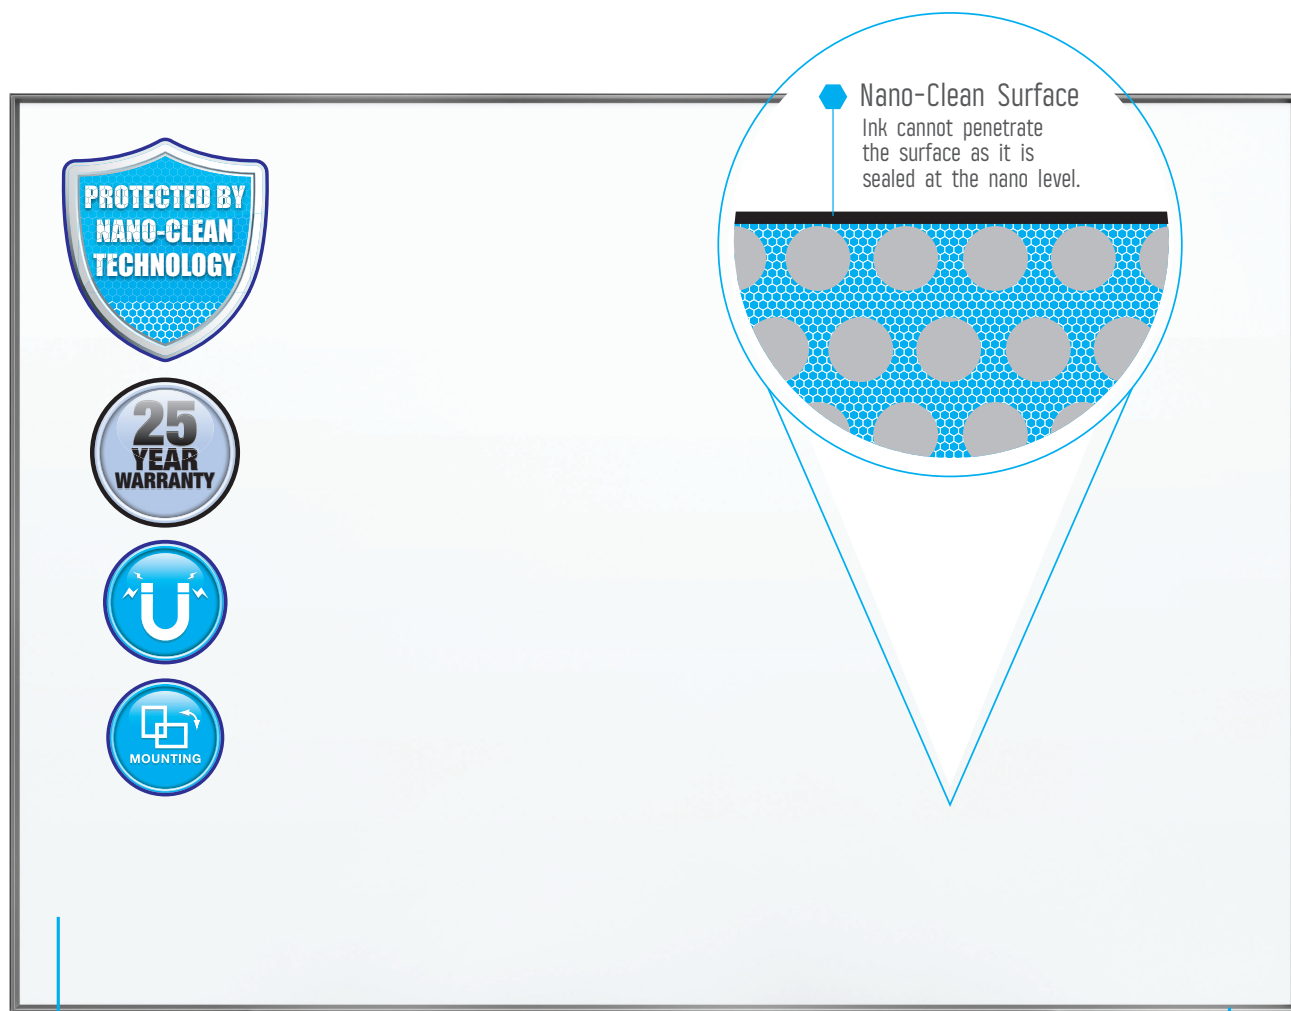 Nano-Clean Surface
Ink cannot penetrate
the surface as it is
sealed at the nano level.
PROTECTED BY
NANO-CLEAN
TECHNOLOGY
25
YEAR
WARRANTY
MOUNTING